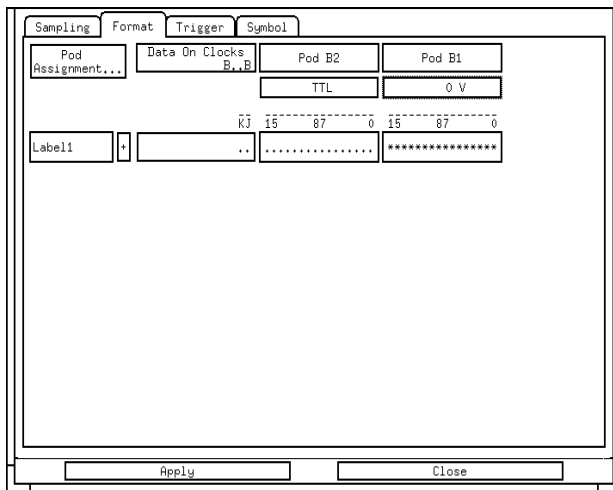 Sampling Format Trigger Symbol
Pod Assignment... Data On Clocks B..B Pod B2 Pod B1
TTL 0 V
KJ 15 87 0 15 87 0
Label1 + .. ................ ****************
Apply Close